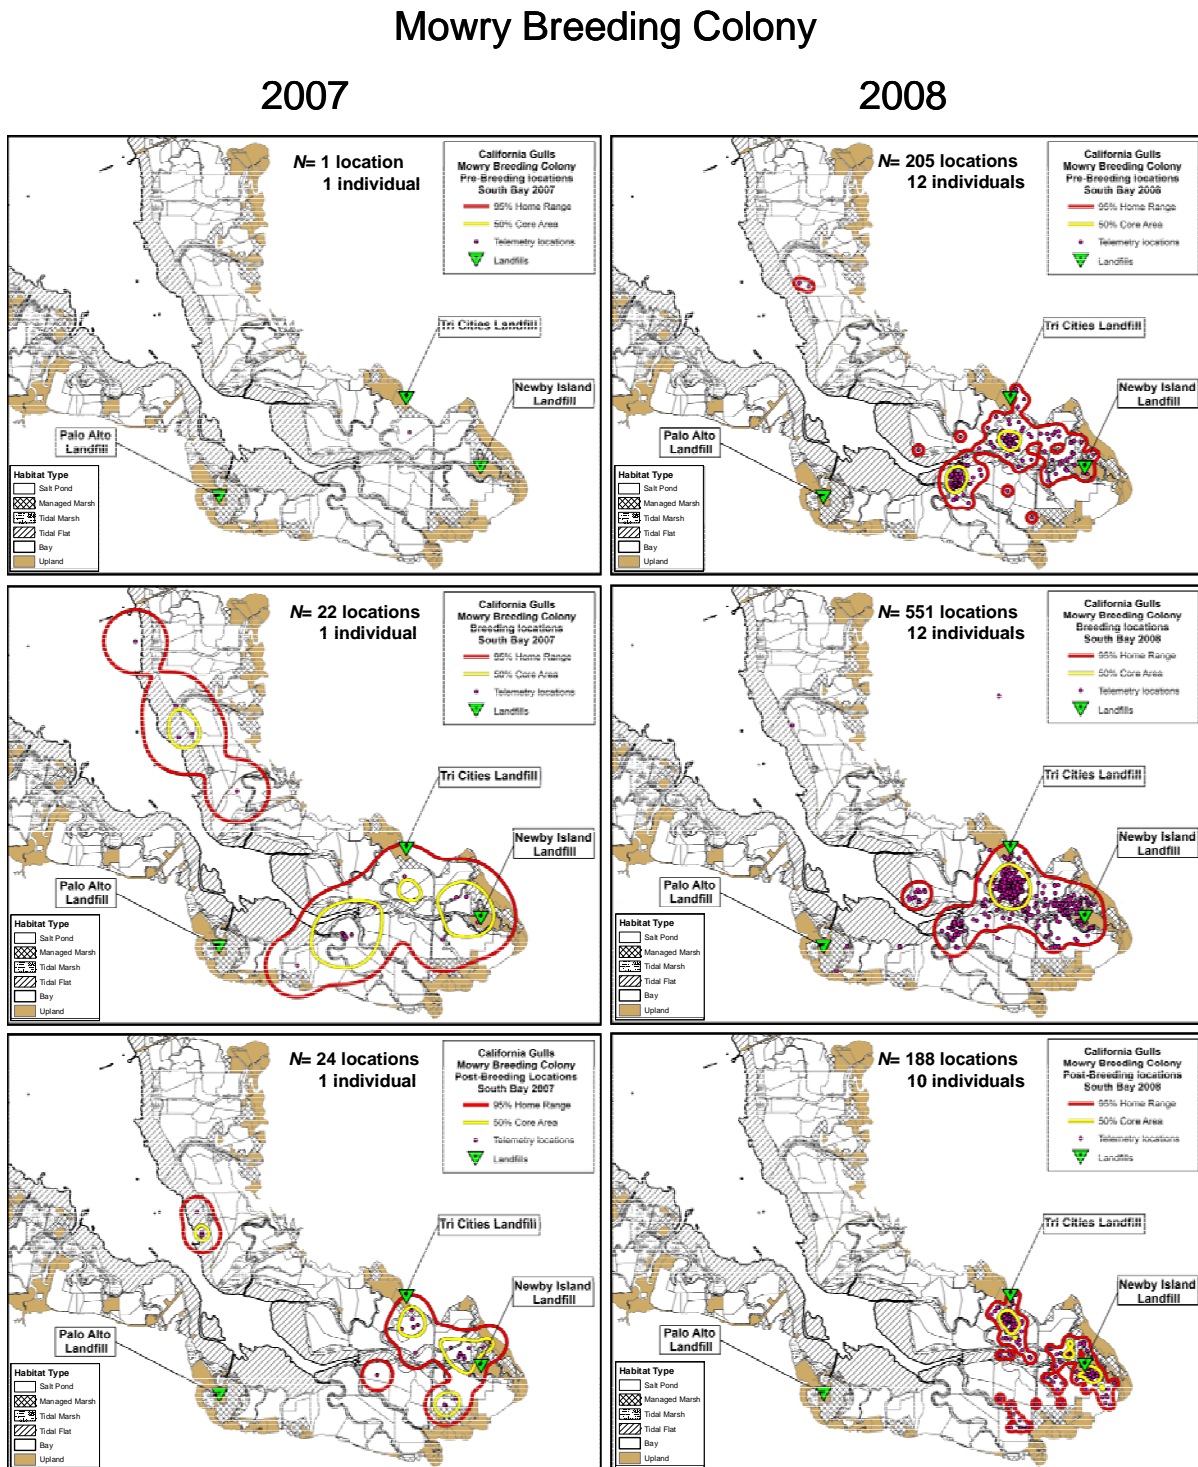 Mowry Breeding Colony
2007
2008
N= 1 location
1 individual
California Gulls
Mowry Breeding Colony
Pre-Breeding locations
South Bay 2007
95% Home Range
50% Core Area
Telemetry locations
Landfills
Tri Cities Landfill
Newby Island
Landfill
Palo Alto
Landfill
Habitat Type
Salt Pond
Managed Marsh
Tidal Marsh
Tidal Flat
Bay
Upland
N= 205 locations
12 individuals
California Gulls
Mowry Breeding Colony
Pre-Breeding locations
South Bay 2008
95% Home Range
50% Core Area
Telemetry locations
Landfills
Tri Cities Landfill
Newby Island
Landfill
Palo Alto
Landfill
Habitat Type
Salt Pond
Managed Marsh
Tidal Marsh
Tidal Flat
Bay
Upland
N= 22 locations
1 individual
California Gulls
Mowry Breeding Colony
Breeding locations
South Bay 2007
95% Home Range
50% Core Area
Telemetry locations
Landfills
Tri Cities Landfill
Newby Island
Landfill
Palo Alto
Landfill
Habitat Type
Salt Pond
Managed Marsh
Tidal Marsh
Tidal Flat
Bay
Upland
N= 551 locations
12 individuals
California Gulls
Mowry Breeding Colony
Breeding locations
South Bay 2008
95% Home Range
50% Core Area
Telemetry locations
Landfills
Tri Cities Landfill
Newby Island
Landfill
Palo Alto
Landfill
Habitat Type
Salt Pond
Managed Marsh
Tidal Marsh
Tidal Flat
Bay
Upland
N= 24 locations
1 individual
California Gulls
Mowry Breeding Colony
Post-Breeding Locations
South Bay 2007
95% Home Range
50% Core Area
Telemetry locations
Landfills
Tri Cities Landfill
Newby Island
Landfill
Palo Alto
Landfill
Habitat Type
Salt Pond
Managed Marsh
Tidal Marsh
Tidal Flat
Bay
Upland
N= 188 locations
10 individuals
California Gulls
Mowry Breeding Colony
Post-Breeding locations
South Bay 2008
95% Home Range
50% Core Area
Telemetry locations
Landfills
Tri Cities Landfill
Newby Island
Landfill
Palo Alto
Landfill
Habitat Type
Salt Pond
Managed Marsh
Tidal Marsh
Tidal Flat
Bay
Upland